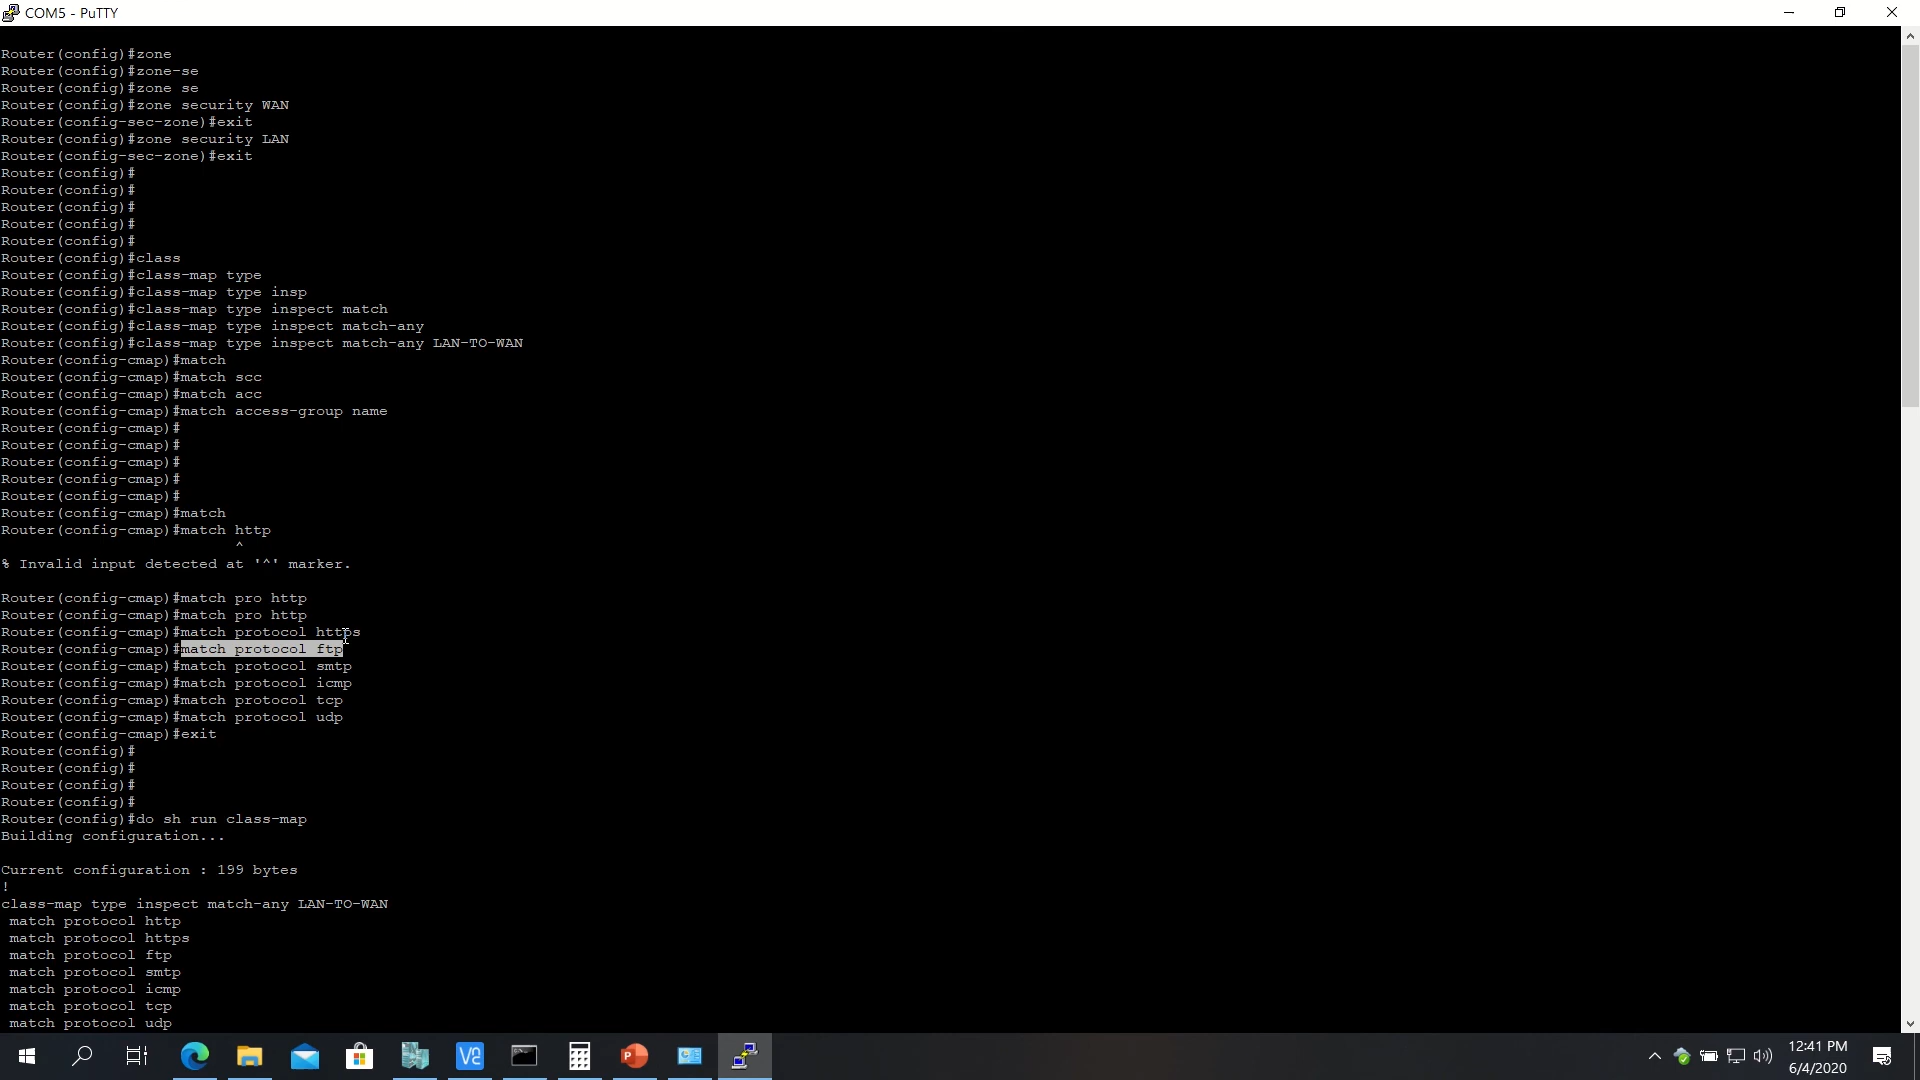 COM5 - PuTTY
Router(config)#zone
Router(config)#zone-se
Router(config)#zone se
Router(config)#zone security WAN
Router(config-sec-zone)#exit
Router(config)#zone security LAN
Router(config-sec-zone)#exit
Router(config)#
Router(config)#
Router(config)#
Router(config)#
Router(config)#
Router(config)#class
Router(config)#class-map type
Router(config)#class-map type insp
Router(config)#class-map type inspect match
Router(config)#class-map type inspect match-any
Router(config)#class-map type inspect match-any LAN-TO-WAN
Router(config-cmap)#match
Router(config-cmap)#match scc
Router(config-cmap)#match acc
Router(config-cmap)#match access-group name
Router(config-cmap)#
Router(config-cmap)#
Router(config-cmap)#
Router(config-cmap)#
Router(config-cmap)#
Router(config-cmap)#match
Router(config-cmap)#match http
^
% Invalid input detected at '^' marker.
Router(config-cmap)#match pro http
Router(config-cmap)#match pro http
Router(config-cmap)#match protocol https
Router(config-cmap)#match protocol ftp
Router(config-cmap)#match protocol smtp
Router(config-cmap)#match protocol icmp
Router(config-cmap)#match protocol tcp
Router(config-cmap)#match protocol udp
Router(config-cmap)#exit
Router(config)#
Router(config)#
Router(config)#
Router(config)#
Router(config)#do sh run class-map
Building configuration...
Current configuration : 199 bytes
!
class-map type inspect match-any LAN-TO-WAN
match protocol http
match protocol https
match protocol ftp
match protocol smtp
match protocol icmp
match protocol tcp
match protocol udp
12:41 PM
6/4/2020